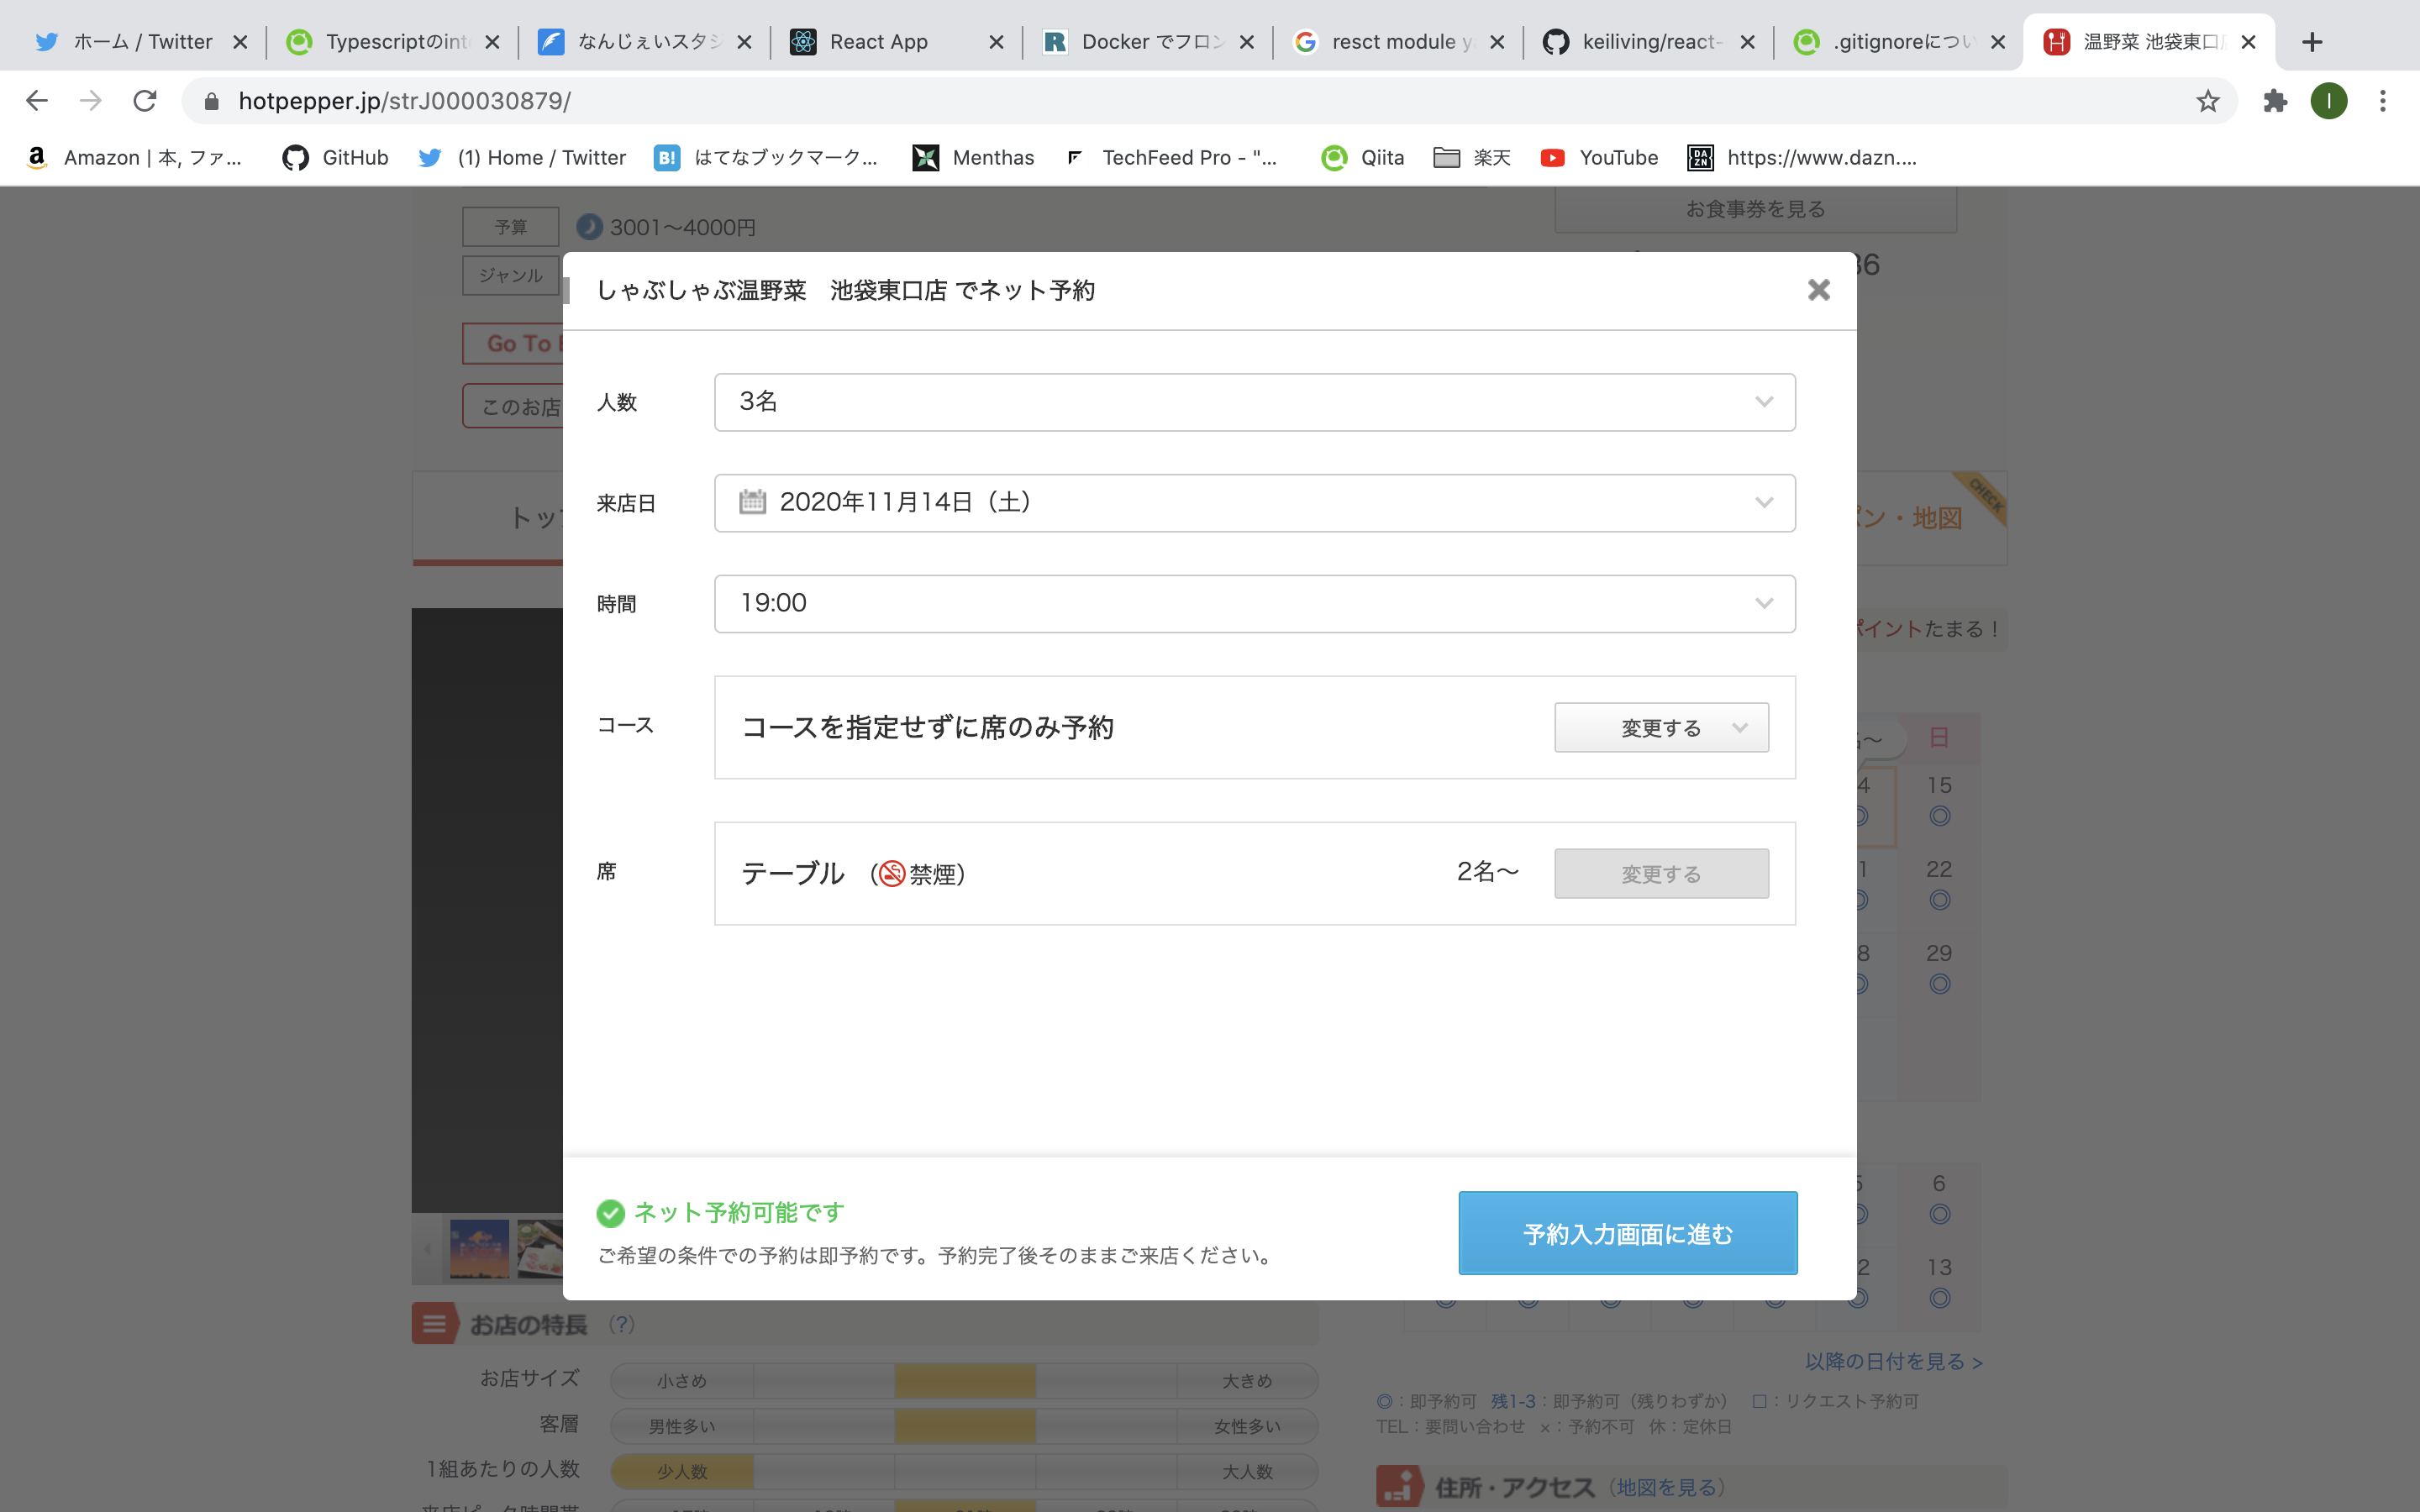 ホーム / Twitter
Typescriptのint
なんじぇいスタジ
React App
Docker でフロン
resct module y
keiliving/react-
.gitignoreについ
温野菜 池袋東口
hotpepper.jp/strJ000030879/
Amazon | 本, ファ...
GitHub
(1) Home / Twitter
はてなブックマーク...
Menthas
TechFeed Pro - "...
Qiita
楽天
YouTube
https://www.dazn....
予算
3001～4000円
お食事券を見る
ジャンル
36
しゃぶしゃぶ温野菜　池袋東口店 でネット予約
Go To
このお店
人数
3名
来店日
2020年11月14日（土）
トッ
ン・地図
CHECK
時間
19:00
ポイントたまる！
コース
コースを指定せずに席のみ予約
変更する
名～
日
4
15
◎
◎
席
テーブル （禁煙）
2名～
変更する
1
22
◎
◎
8
29
◎
◎
5
6
◎
◎
ネット予約可能です
ご希望の条件での予約は即予約です。予約完了後そのままご来店ください。
予約入力画面に進む
2
13
◎ ◎ ◎ ◎ ◎ ◎ ◎
お店の特長 （?）
お店サイズ
小さめ
大きめ
客層
男性多い
女性多い
1組あたりの人数
少人数
大人数
来店ピーク時間帯
以降の日付を見る >
◎：即予約可 残1-3：即予約可（残りわずか） □：リクエスト予約可
TEL：要問い合わせ ×：予約不可 休：定休日
住所・アクセス （地図を見る）